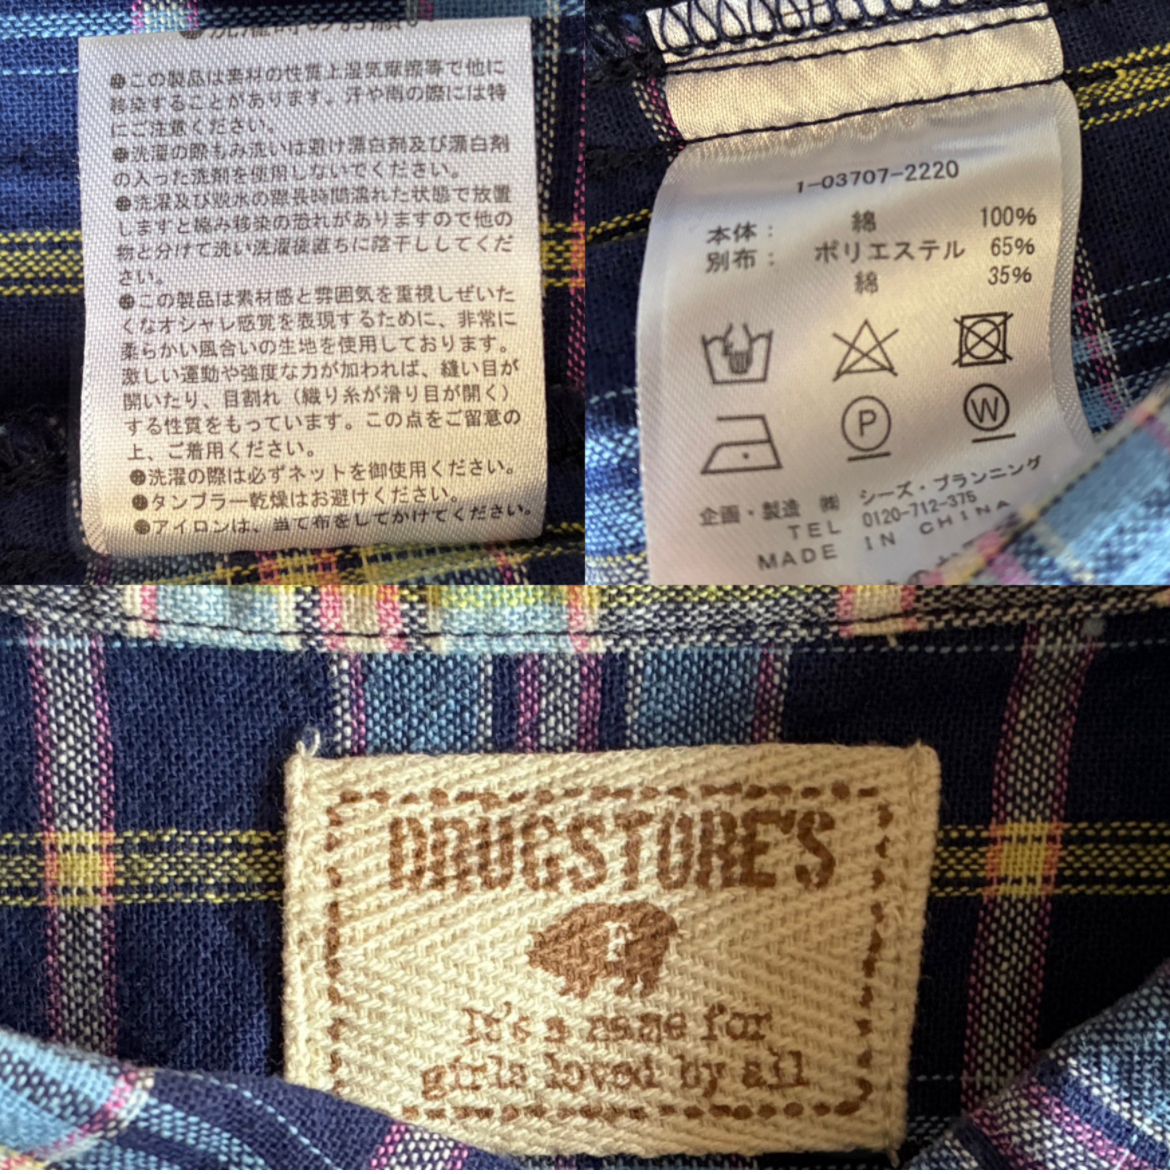 ●洗濯時のお願い
●この製品は素材の性質上湿気摩擦等で他に
移染することがあります。汗や雨の際には特
にご注意ください。
●洗濯の際もみ洗いは避け漂白剤及び漂白剤
の入った洗剤を使用しないでください。
●洗濯及び脱水の際長時間濡れた状態で放置
しますと縮み移染の恐れがありますので他の
物と分けて洗い洗濯後直ちに陰干ししてくだ
さい。
●この製品は素材感と雰囲気を重視しぜいた
くなオシャレ感覚を表現するために、非常に
柔らかい風合いの生地を使用しております。
激しい運動や強度な力が加われば、縫い目が
開いたり、目割れ（織り糸が滑り目が開く）
する性質をもっています。この点をご留意の
上、ご着用ください。
●洗濯の際は必ずネットを御使用ください。
●タンブラー乾燥はお避けください。
●アイロンは、当て布をしてかけてください。
1-03707-2220
本体： 綿 100%
別布： ポリエステル 65%
綿 35%
P
W
企画・製造 ㈱ シーズ・プランニング
TEL 0120-712-375
MADE IN CHINA
DRUGSTORE'S
E
It's a name for
girls loved by all